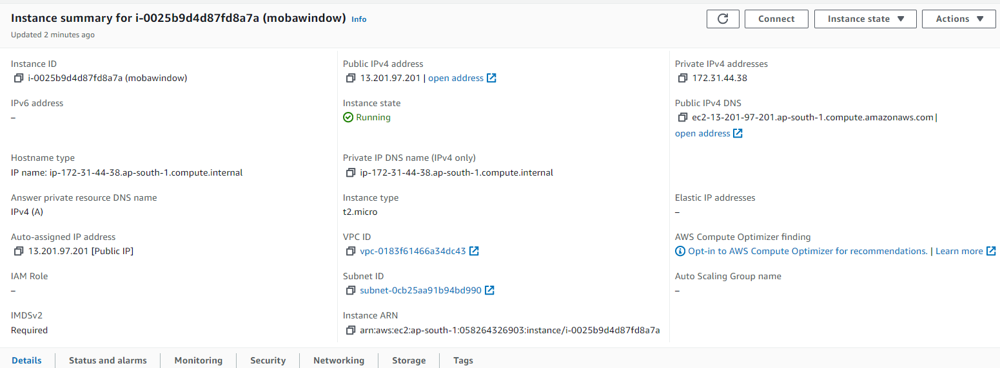 Instance summary for i-0025b9d4d87fd8a7a (mobawindow) Info
Updated 2 minutes ago
Connect
Instance state
Actions
Instance ID
i-0025b9d4d87fd8a7a (mobawindow)
Public IPv4 address
13.201.97.201 | open address
Private IPv4 addresses
172.31.44.38
IPv6 address
–
Instance state
Running
Public IPv4 DNS
ec2-13-201-97-201.ap-south-1.compute.amazonaws.com |
open address
Hostname type
IP name: ip-172-31-44-38.ap-south-1.compute.internal
Private IP DNS name (IPv4 only)
ip-172-31-44-38.ap-south-1.compute.internal
Answer private resource DNS name
IPv4 (A)
Instance type
t2.micro
Elastic IP addresses
–
Auto-assigned IP address
13.201.97.201 [Public IP]
VPC ID
vpc-0183f61466a34dc43
AWS Compute Optimizer finding
Opt-in to AWS Compute Optimizer for recommendations. | Learn more
IAM Role
–
Subnet ID
subnet-0cb25aa91b94bd990
Auto Scaling Group name
–
IMDSv2
Required
Instance ARN
arn:aws:ec2:ap-south-1:058264326903:instance/i-0025b9d4d87fd8a7a
Details
Status and alarms
Monitoring
Security
Networking
Storage
Tags